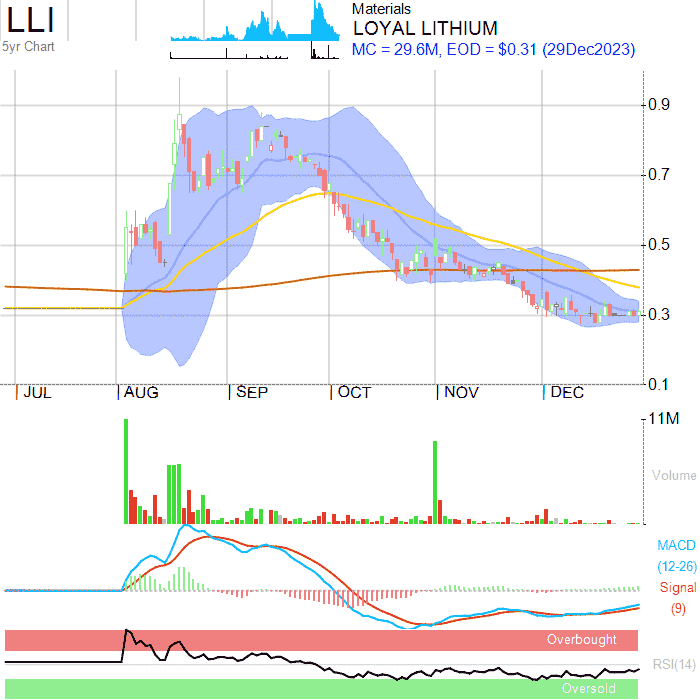 LLI
5yr Chart
Materials
LOYAL LITHIUM
MC = 29.6M, EOD = $0.31 (29Dec2023)
0.9
0.7
0.5
0.3
0.1
JUL AUG SEP OCT NOV DEC
11M
Volume
MACD
(12-26)
Signal
(9)
Overbought
RSI(14)
Oversold